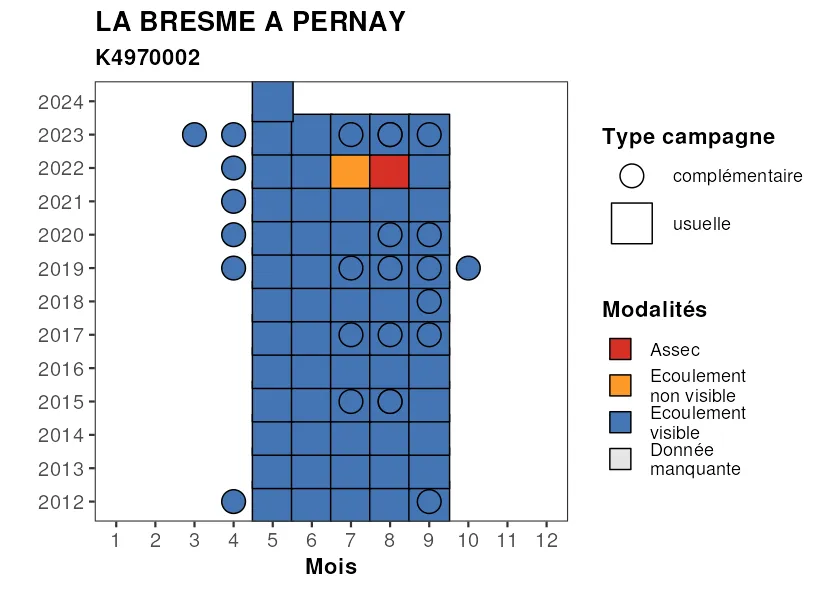 LA BRESME A PERNAY
K4970002
2024
2023
2022
2021
2020
2019
2018
2017
2016
2015
2014
2013
2012
1 2 3 4 5 6 7 8 9 10 11 12
Mois
Type campagne
complémentaire
usuelle
Modalités
Assec
Ecoulement
non visible
Ecoulement
visible
Donnée
manquante